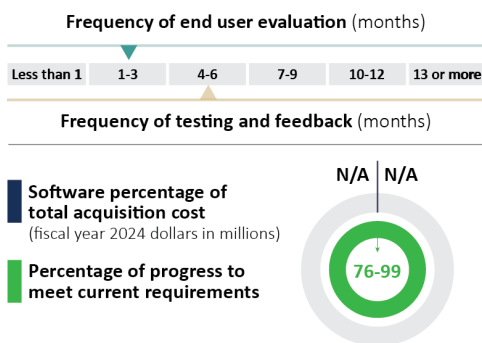 Frequency of end user evaluation (months)
Less than 1 1-3 4-6 7-9 10-12 13 or more
Frequency of testing and feedback (months)
N/A N/A
Software percentage of
total acquisition cost
(fiscal year 2024 dollars in millions)
Percentage of progress to
meet current requirements
76-99